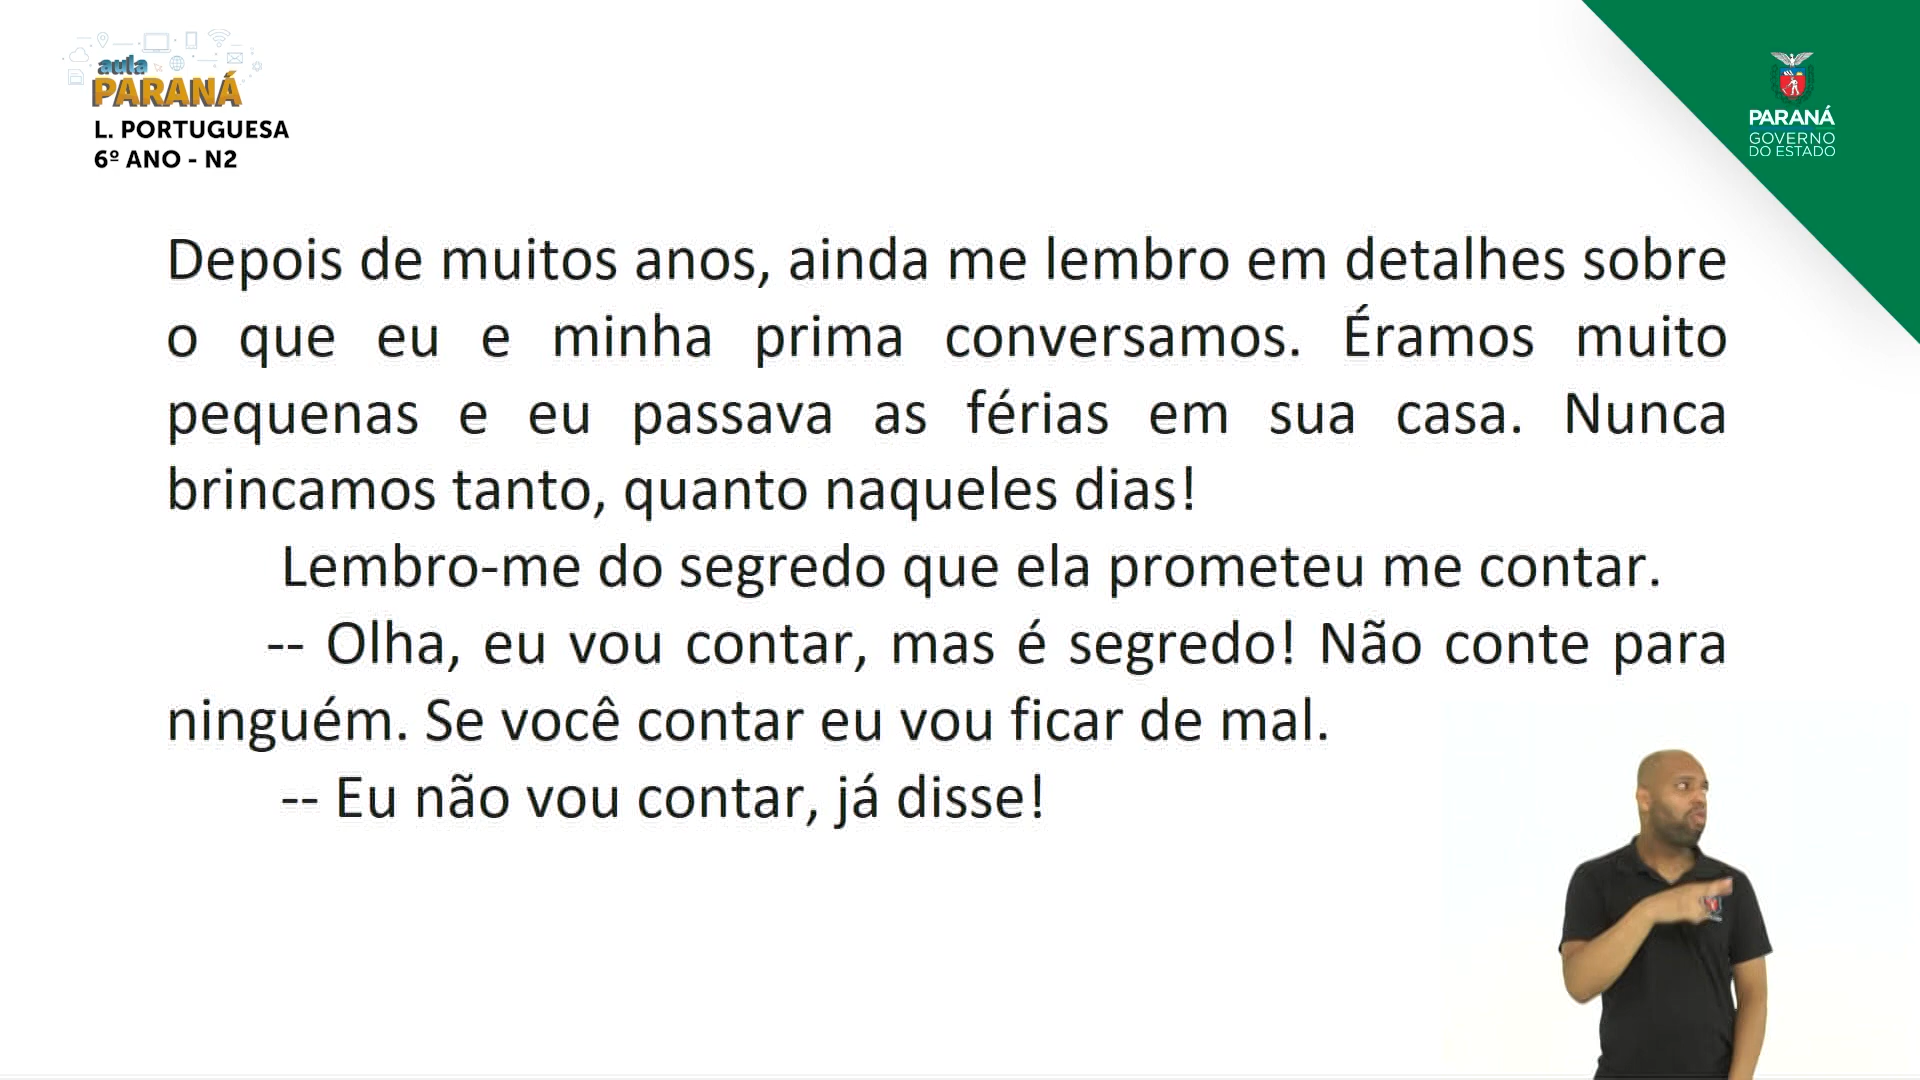 aula
PARANÁ
L. PORTUGUESA
6º ANO - N2
PARANÁ
GOVERNO
DO ESTADO
Depois de muitos anos, ainda me lembro em detalhes sobre
o que eu e minha prima conversamos. Éramos muito
pequenas e eu passava as férias em sua casa. Nunca
brincamos tanto, quanto naqueles dias!
Lembro-me do segredo que ela prometeu me contar.
-- Olha, eu vou contar, mas é segredo! Não conte para
ninguém. Se você contar eu vou ficar de mal.
-- Eu não vou contar, já disse!